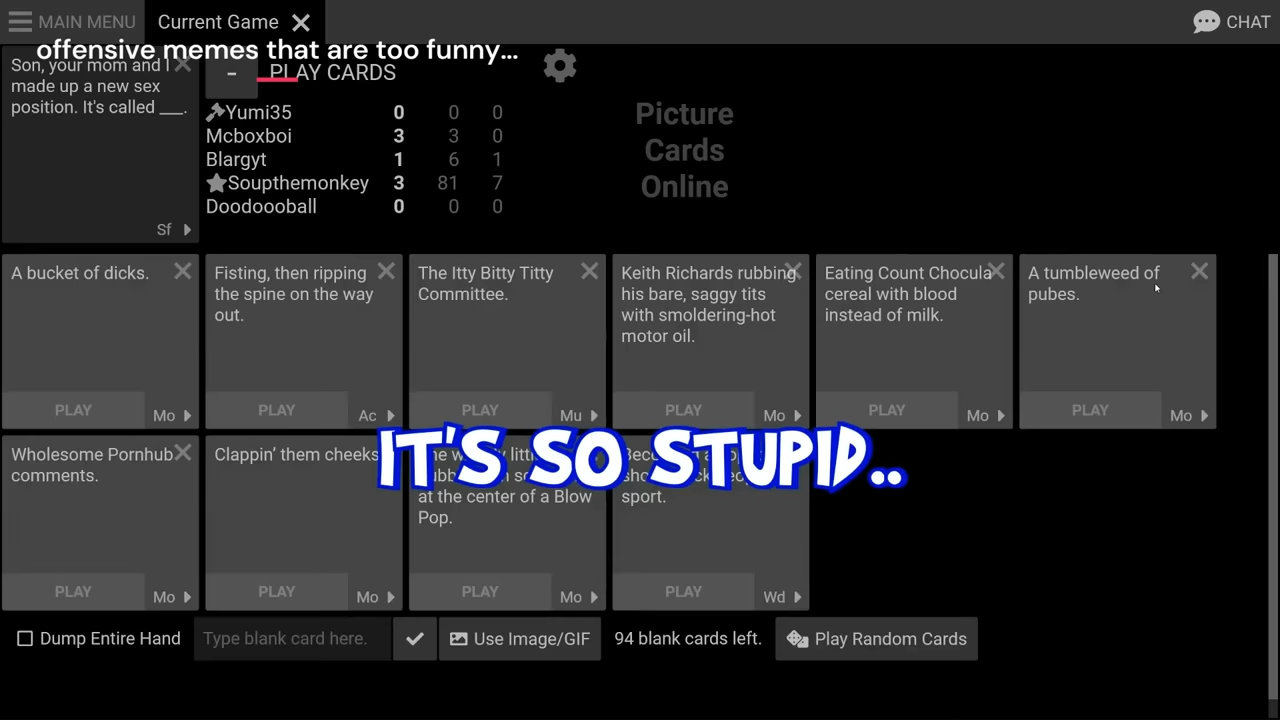 MAIN MENU
Current Game
CHAT
offensive memes that are too funny...
Son, your mom and I
made up a new sex
position. It's called ___.
Sf
-
PLAY CARDS
Yumi35 0 0 0
Mcboxboi 3 3 0
Blargyt 1 6 1
Soupthemonkey 3 81 7
Doodoooball 0 0 0
Picture
Cards
Online
A bucket of dicks.
PLAY
Mo
Fisting, then ripping
the spine on the way
out.
PLAY
Ac
The Itty Bitty Titty
Committee.
PLAY
Mu
Keith Richards rubbing
his bare, saggy tits
with smoldering-hot
motor oil.
PLAY
Mo
Eating Count Chocula
cereal with blood
instead of milk.
PLAY
Mo
A tumbleweed of
pubes.
PLAY
Mo
Wholesome Pornhub
comments.
PLAY
Mo
Clappin' them cheeks
PLAY
Mo
at the center of a Blow
Pop.
PLAY
Mo
sport.
PLAY
Wd
IT'S SO STUPID..
Dump Entire Hand
Type blank card here.
Use Image/GIF
94 blank cards left.
Play Random Cards